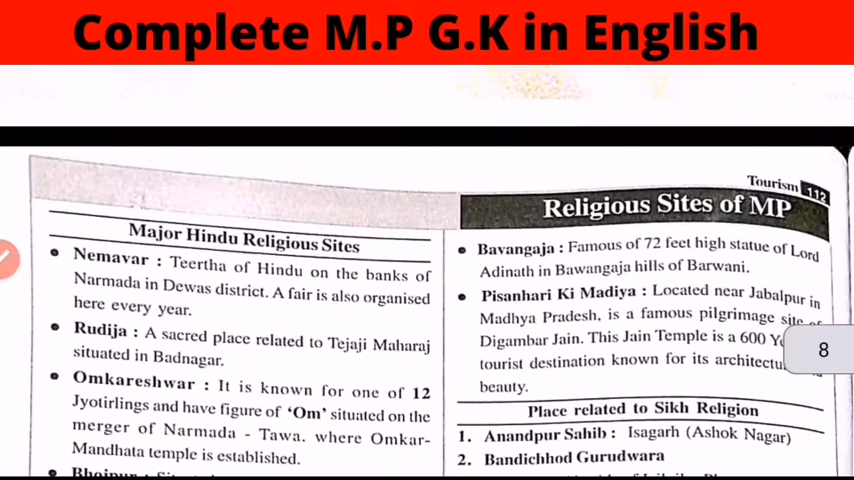 Complete M.P G.K in English
Tourism 112
Religious Sites of MP
Major Hindu Religious Sites
• Nemavar : Teertha of Hindu on the banks of
Narmada in Dewas district. A fair is also organised
here every year.
• Rudija : A sacred place related to Tejaji Maharaj
situated in Badnagar.
• Omkareshwar : It is known for one of 12
Jyotirlings and have figure of ‘Om’ situated on the
merger of Narmada - Tawa. where Omkar-
Mandhata temple is established.
• Bavangaja : Famous of 72 feet high statue of Lord
Adinath in Bawangaja hills of Barwani.
• Pisanhari Ki Madiya : Located near Jabalpur in
Madhya Pradesh, is a famous pilgrimage site
Digambar Jain. This Jain Temple is a 600
tourist destination known for its
beauty.
Place related to Sikh Religion
1. Anandpur Sahib : Isagarh (Ashok Nagar)
2. Bandichhod Gurudwara
8